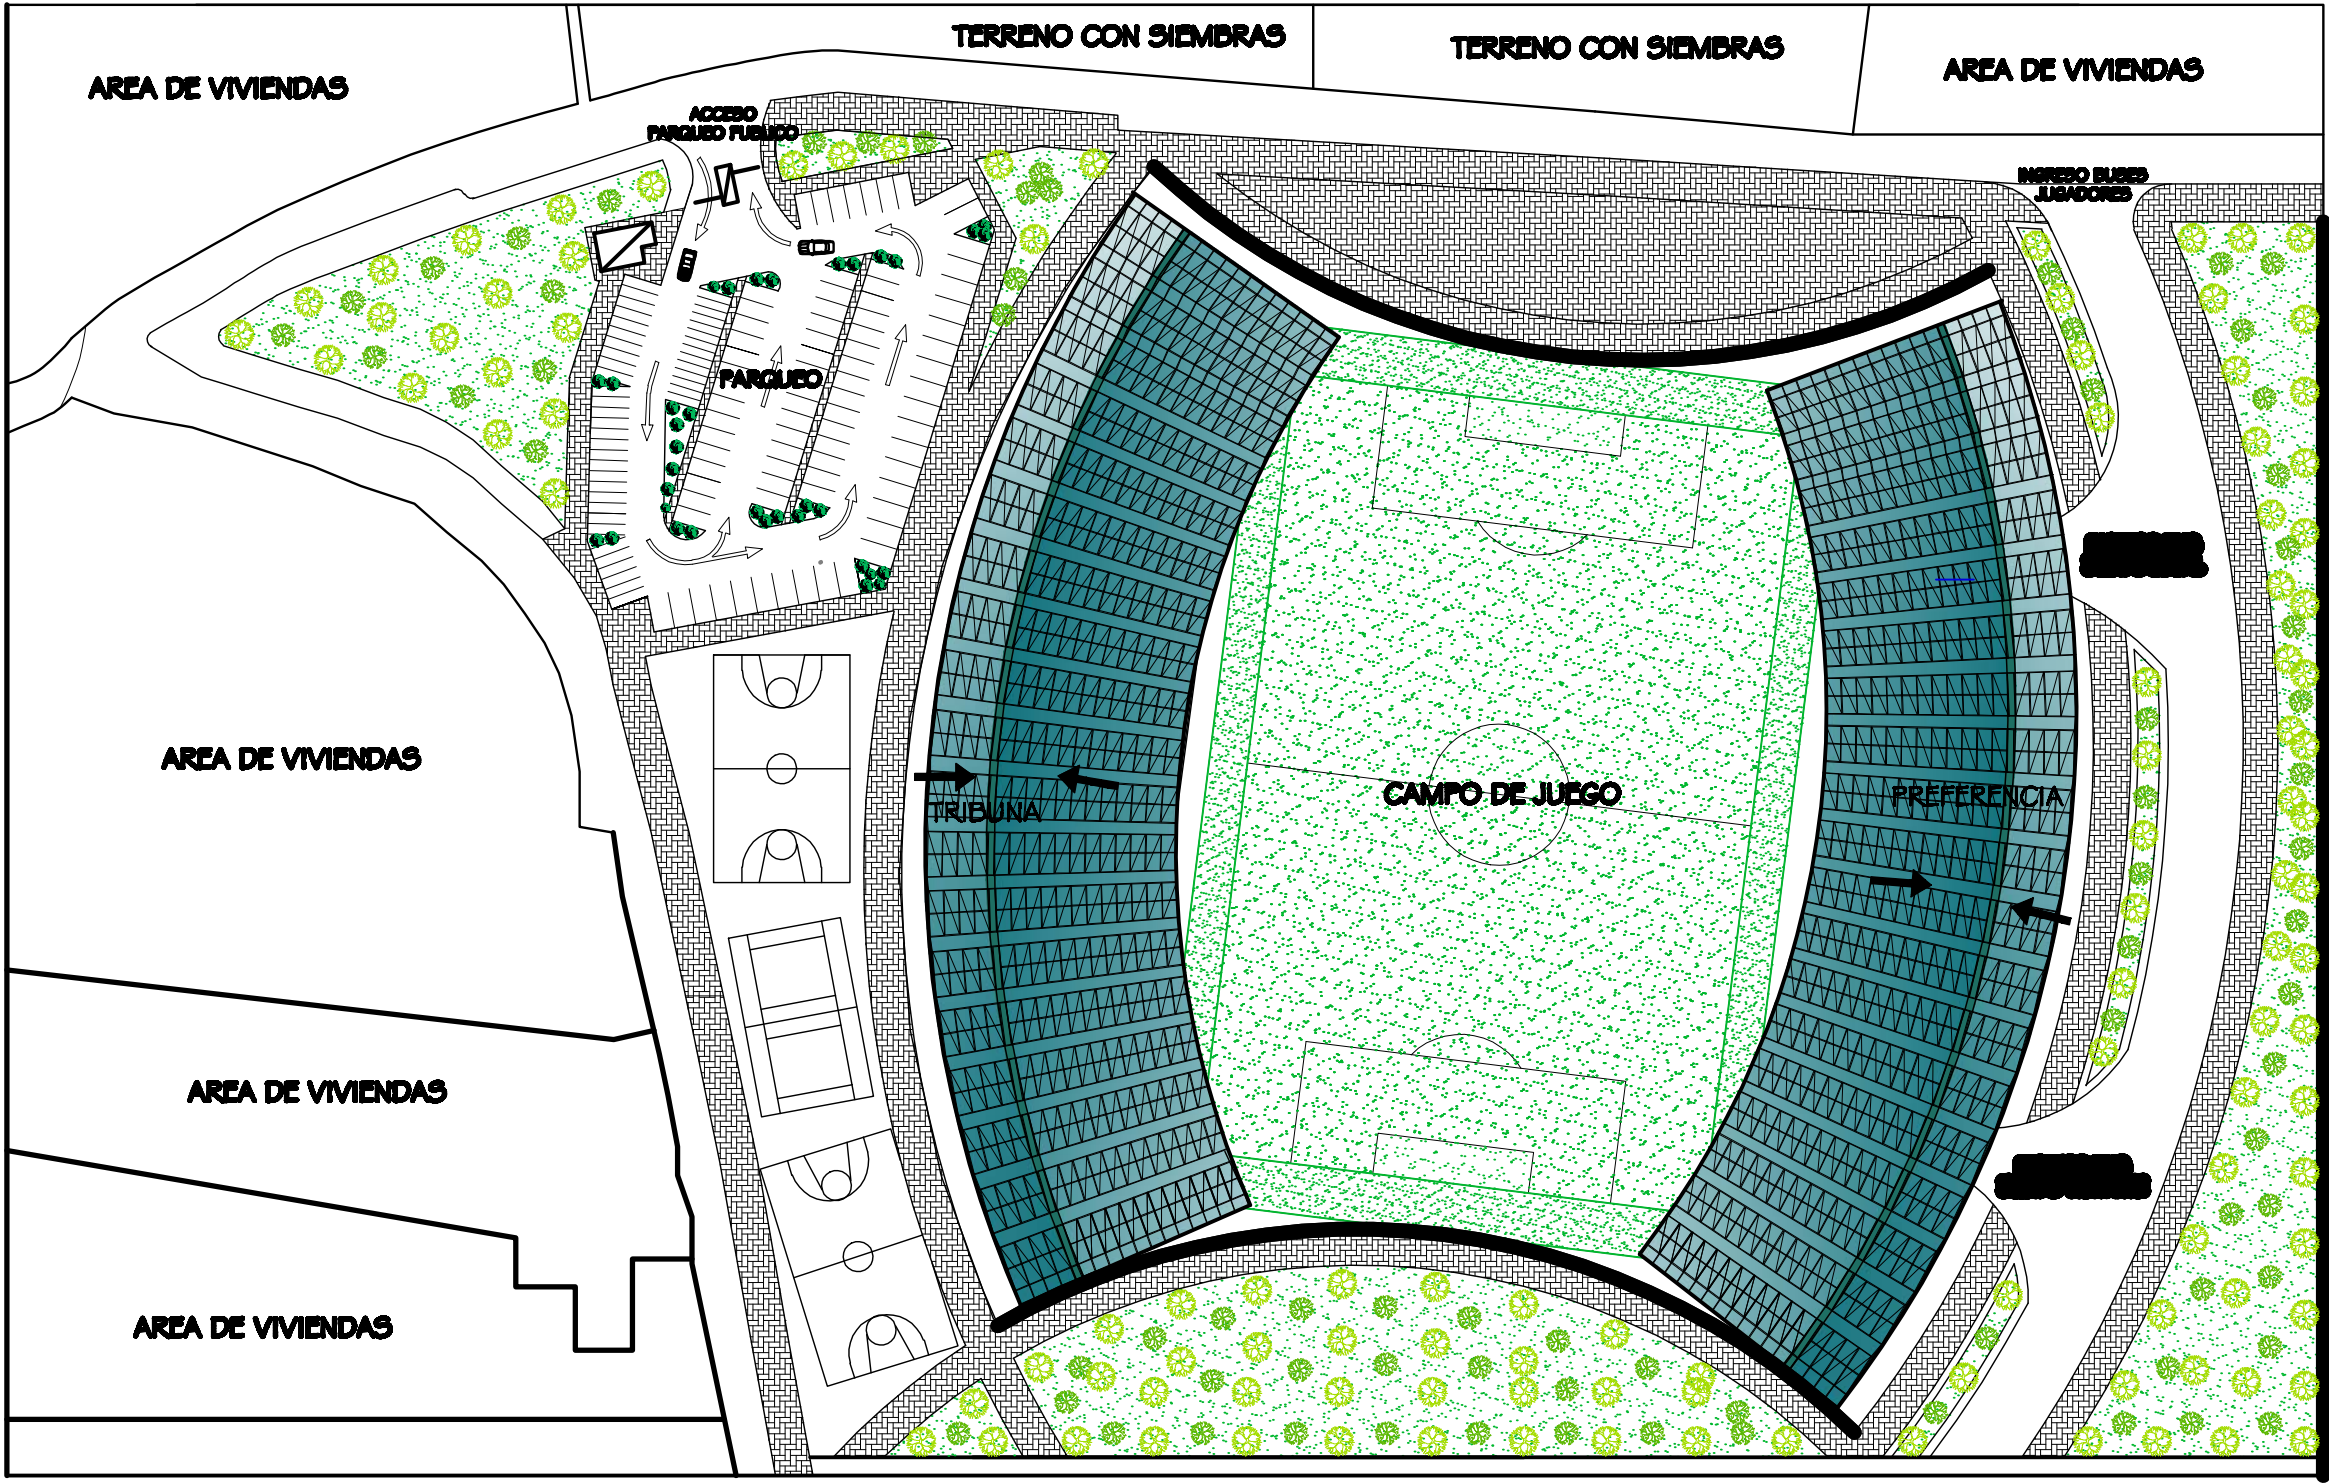 TERRENO CON SIEMBRAS
TERRENO CON SIEMBRAS
AREA DE VIVIENDAS
AREA DE VIVIENDAS
ACCESO
PARQUEO PUBLICO
INGRESO BUSES
JUGADORES
PARQUEO
AREA DE VIVIENDAS
CAMPO DE JUEGO
PREFERENCIA
TRIBUNA
AREA DE VIVIENDAS
AREA DE VIVIENDAS